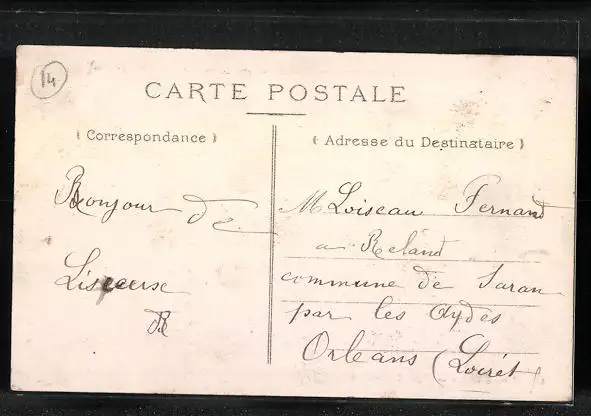 14
CARTE POSTALE
( Correspondance )
( Adresse du Destinataire )
Bonjour de
Lisieuse
R
M Loiseau Fernand
a Reland
commune de Saran
par les Aydes
Orleans (Loiret)